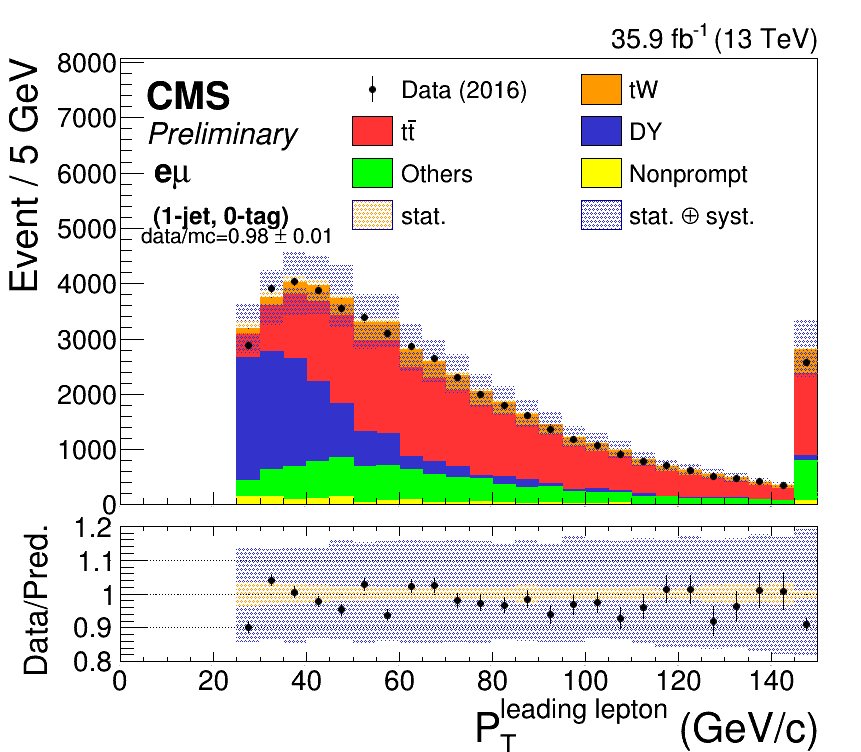 35.9 fb⁻¹ (13 TeV)
Event / 5 GeV
8000
7000
6000
5000
4000
3000
2000
1000
0
CMS
Preliminary
eμ
(1-jet, 0-tag)
data/mc=0.98 ± 0.01
Data (2016)
tW
tt̄
DY
Others
Nonprompt
stat.
stat. ⊕ syst.
Data/Pred.
1.2
1.1
1
0.9
0.8
0 20 40 60 80 100 120 140
P_T^leading lepton (GeV/c)